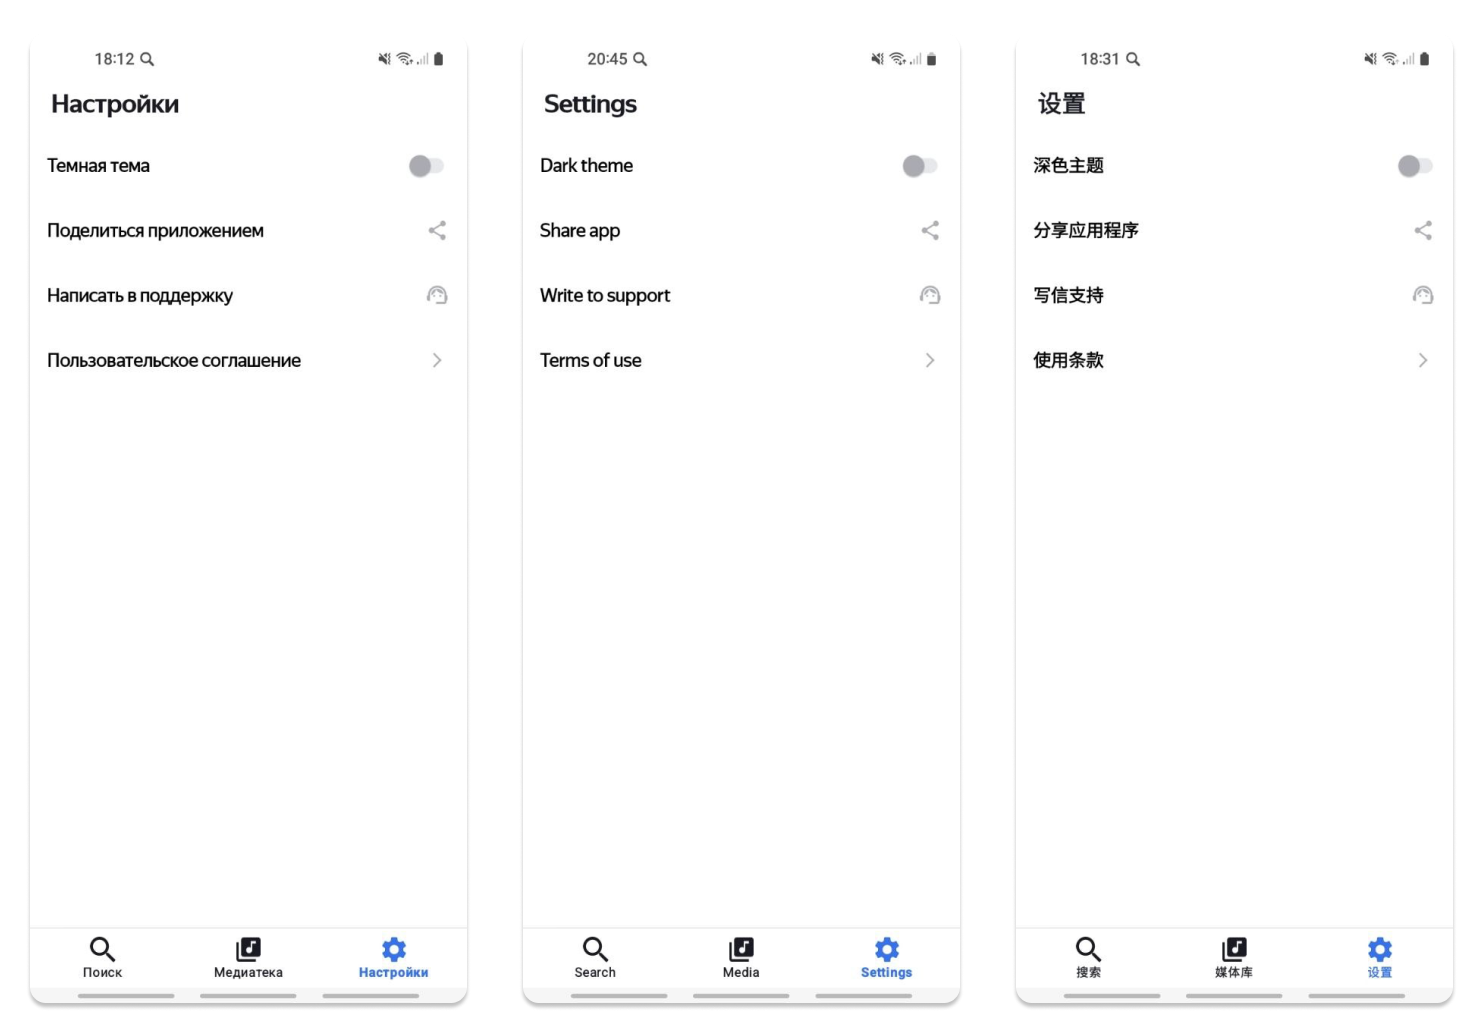 18:12
Настройки
Темная тема
Поделиться приложением
Написать в поддержку
Пользовательское соглашение
Поиск
Медиатека
Настройки
20:45
Settings
Dark theme
Share app
Write to support
Terms of use
Search
Media
Settings
18:31
设置
深色主题
分享应用程序
写信支持
使用条款
搜索
媒体库
设置